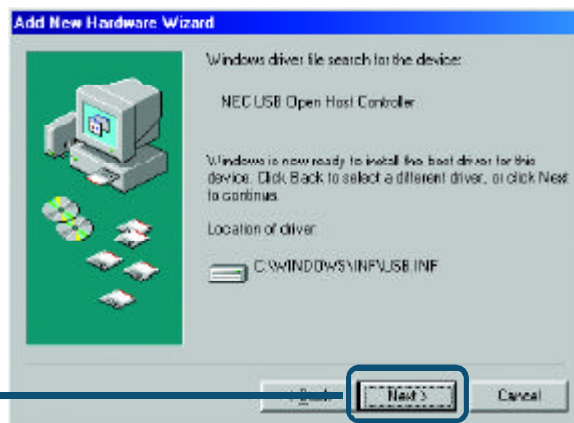 Add New Hardware Wizard
Windows driver file search for the device:
NEC USB Open Host Controller
Windows is now ready to install the best driver for this
device. Click Back to select a different driver, or click Next
to continue.
Location of driver:
C:\WINDOWS\INF\USB.INF
< Back
Next >
Cancel